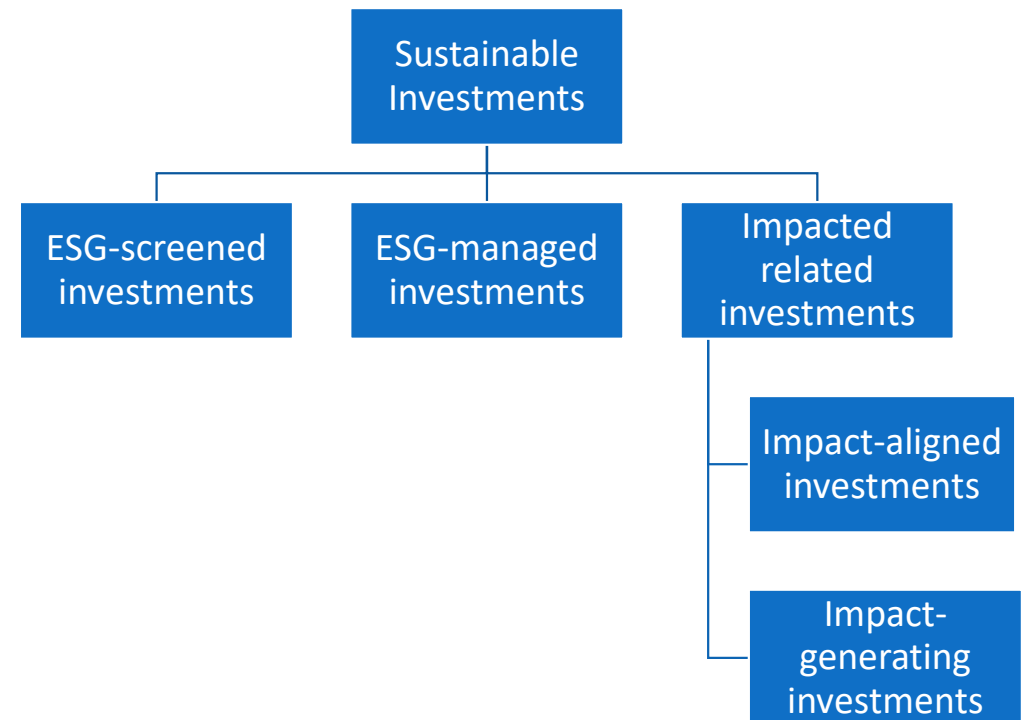 Sustainable
Investments
ESG-screened
investments
ESG-managed
investments
Impacted
related
investments
Impact-aligned
investments
Impact-
generating
investments